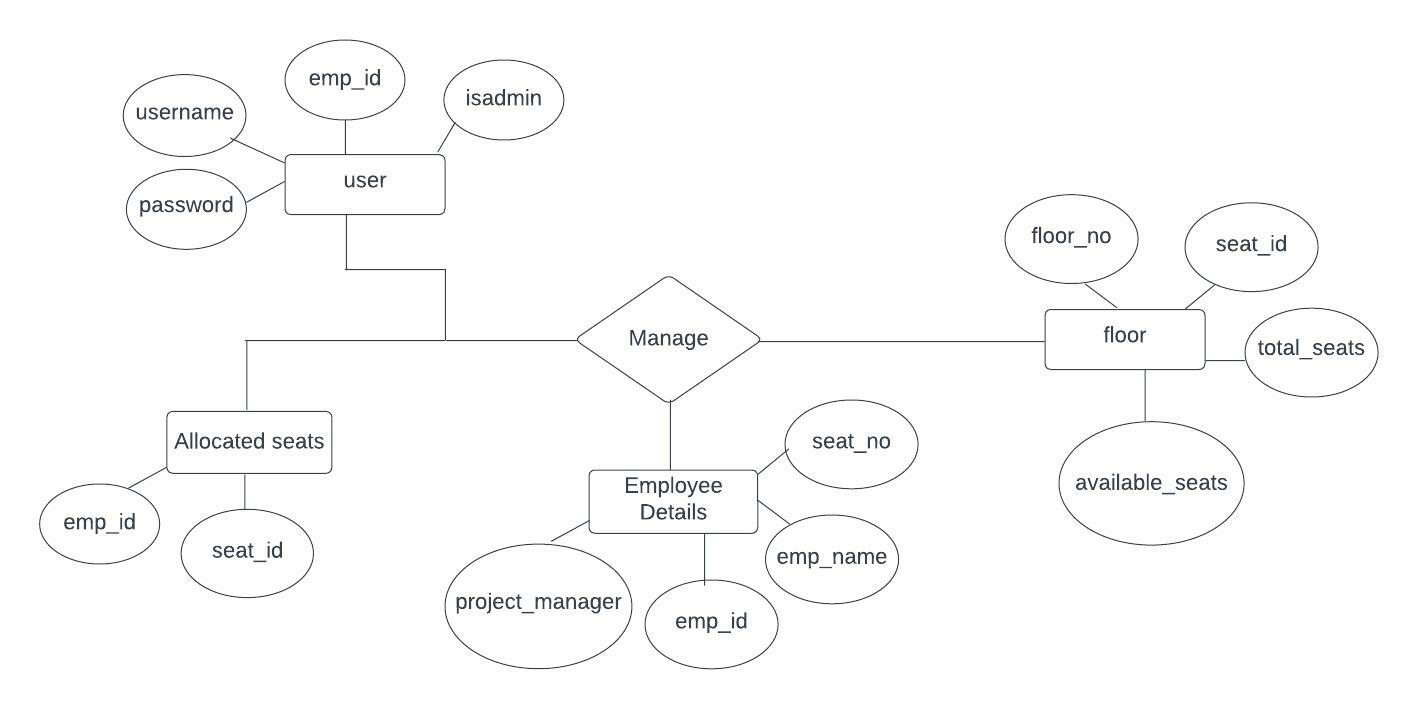 emp_id
isadmin
username
user
password
floor_no
seat_id
Manage
floor
total_seats
Allocated seats
seat_no
Employee
Details
available_seats
emp_id
seat_id
emp_name
project_manager
emp_id